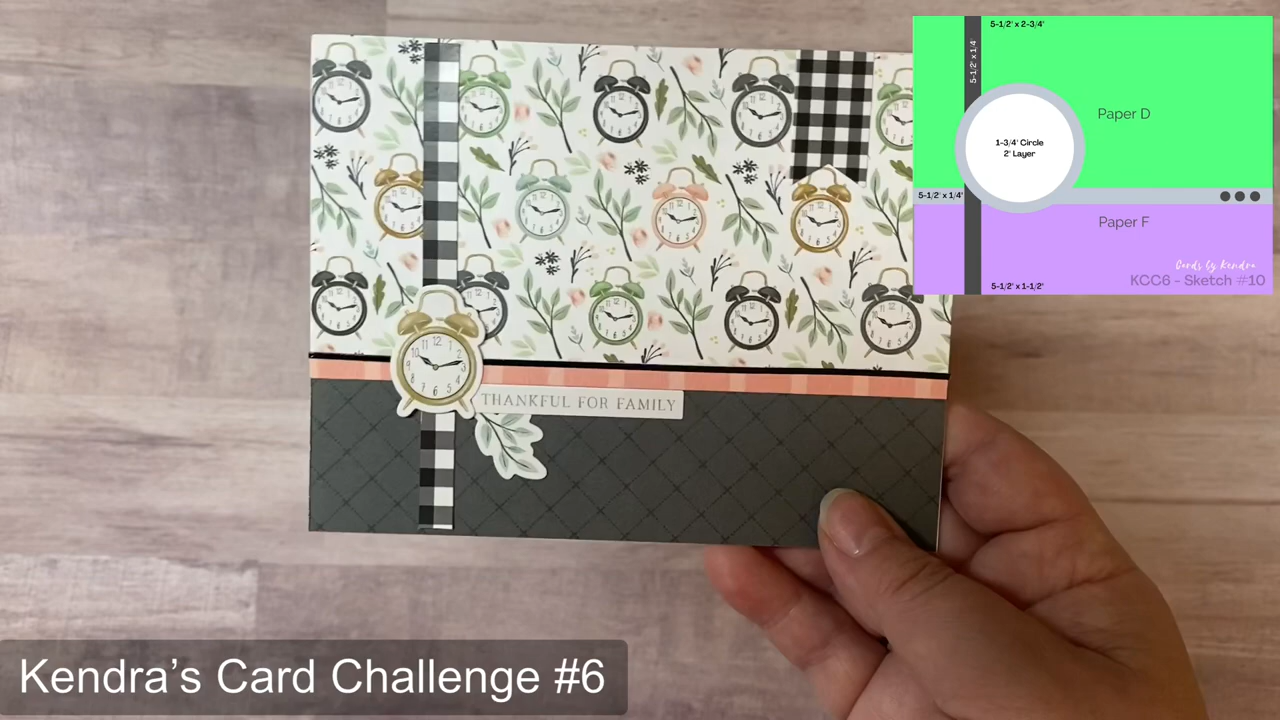 5-1/2' x 2-3/4'
5-1/2' x 1/4'
Paper D
1-3/4' Circle
2' Layer
5-1/2' x 1/4'
Paper F
Cards by Kendra
KCC6 - Sketch #10
5-1/2' x 1-1/2'
THANKFUL FOR FAMILY
Kendra's Card Challenge #6